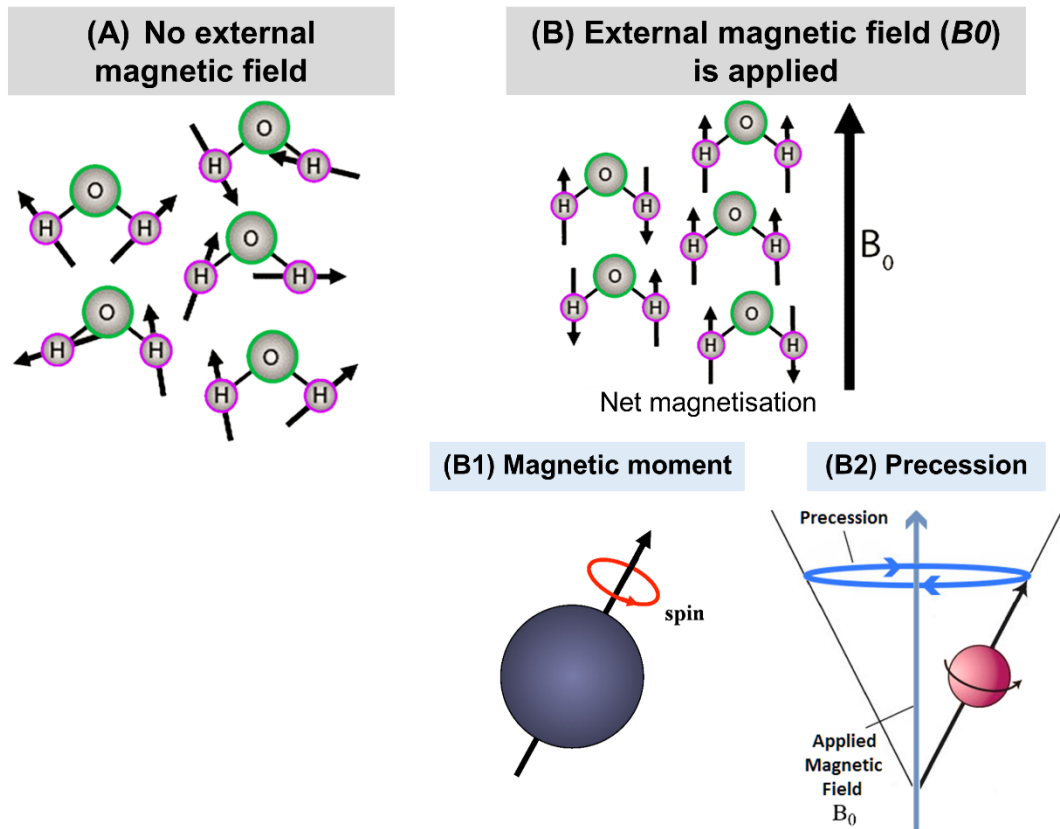 (A) No external
magnetic field
(B) External magnetic field (B0)
is applied
O
H H
O
H H
O
H H
O
H H
O
H H
O
H H
O
H H
O
H H
O
H H
O
H H
B0
Net magnetisation
(B1) Magnetic moment
(B2) Precession
spin
Precession
Applied
Magnetic
Field
B0